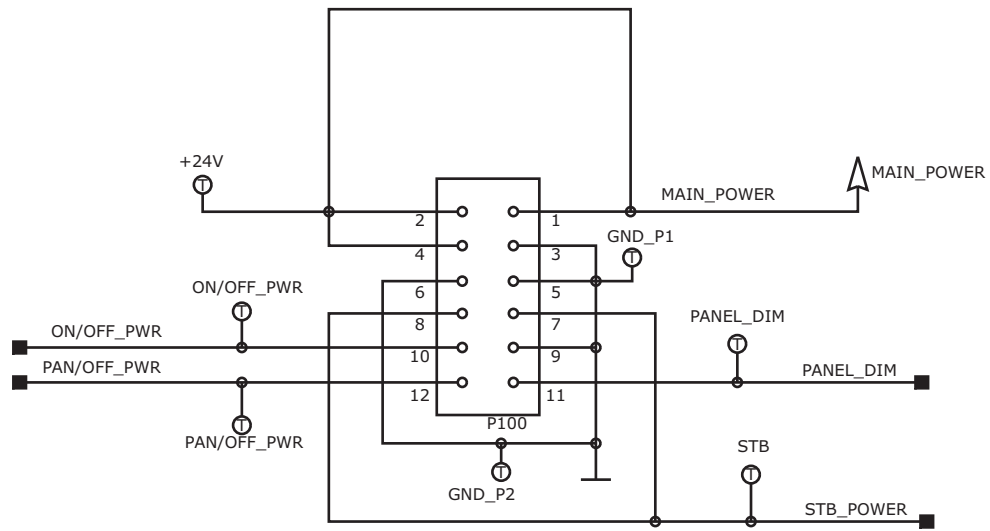 +24V
MAIN_POWER
MAIN_POWER
2
1
GND_P1
4
3
ON/OFF_PWR
6
5
PANEL_DIM
ON/OFF_PWR
8
7
PAN/OFF_PWR
10
9
PANEL_DIM
12
11
P100
PAN/OFF_PWR
STB
GND_P2
STB_POWER
T
T
T
T
T
T
T